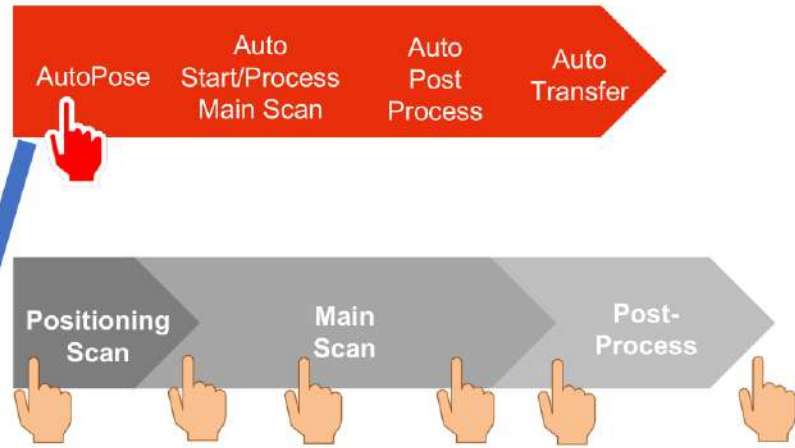 AutoPose
Auto
Start/Process
Main Scan
Auto
Post
Process
Auto
Transfer
Positioning
Scan
Main
Scan
Post-
Process